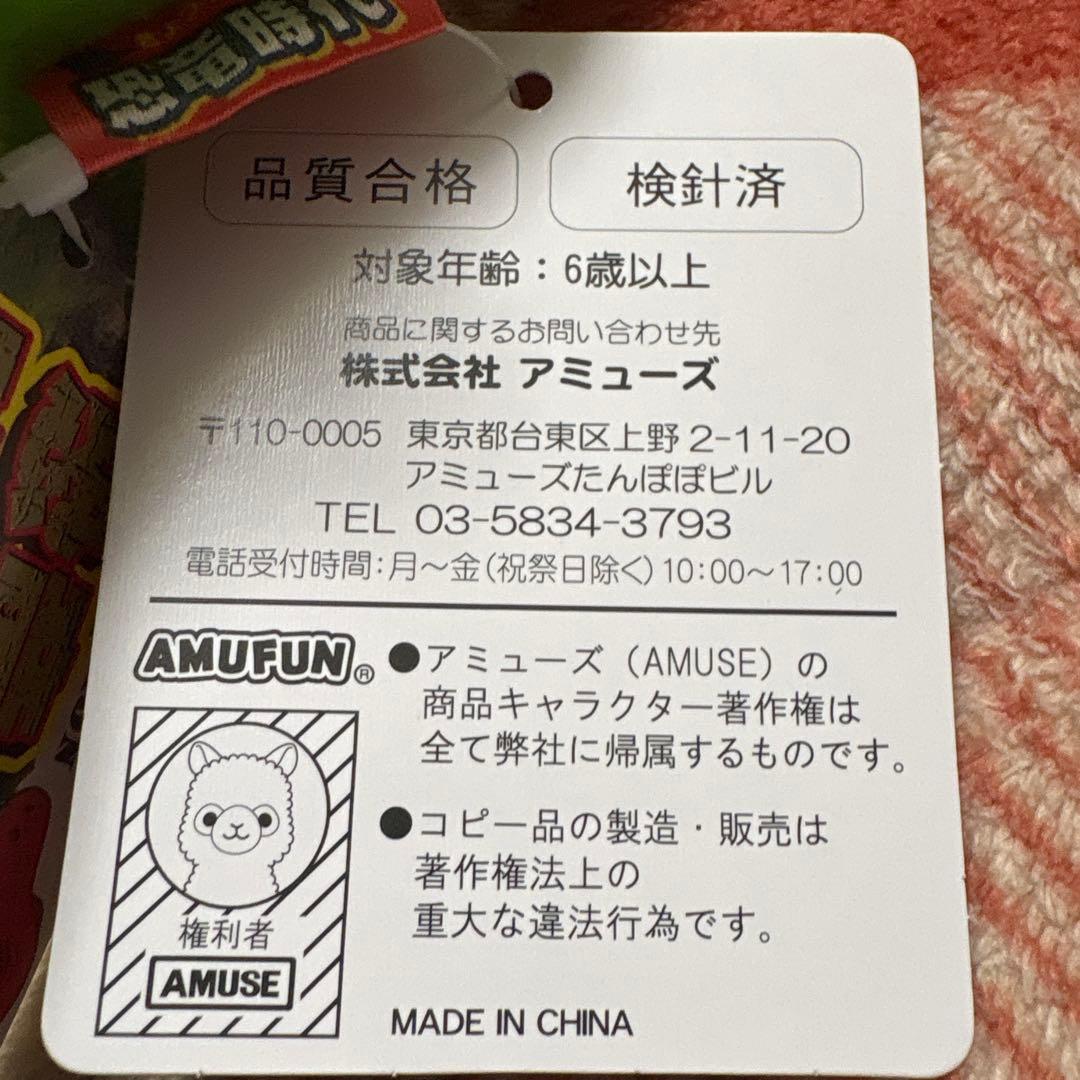 恐竜時代
品質合格
検針済
対象年齢：6歳以上
商品に関するお問い合わせ先
株式会社 アミューズ
〒110-0005 東京都台東区上野2-11-20
アミューズたんぽぽビル
TEL 03-5834-3793
電話受付時間：月～金（祝祭日除く）10：00～17：00
AMUFUN®
●アミューズ（AMUSE）の
商品キャラクター著作権は
全て弊社に帰属するものです。
●コピー品の製造・販売は
著作権法上の
重大な違法行為です。
権利者
AMUSE
MADE IN CHINA